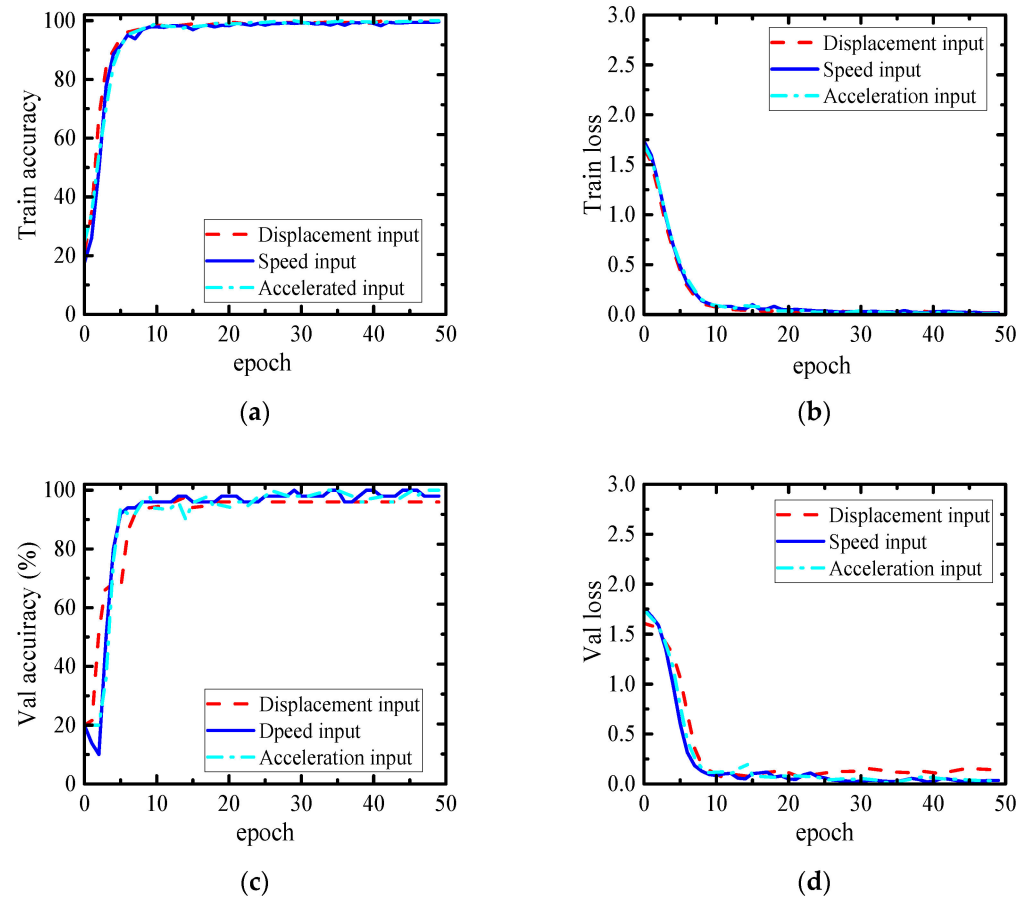 100
80
60
40
20
0
Train accuracy
Displacement input
Speed input
Accelerated input
0 10 20 30 40 50
epoch
(a)
3.0
2.5
2.0
1.5
1.0
0.5
0.0
Train loss
Displacement input
Speed input
Acceleration input
0 10 20 30 40 50
epoch
(b)
100
80
60
40
20
0
Val accuiracy (%)
Displacement input
Dpeed input
Acceleration input
0 10 20 30 40 50
epoch
(c)
3.0
2.5
2.0
1.5
1.0
0.5
0.0
Val loss
Displacement input
Speed input
Acceleration input
0 10 20 30 40 50
epoch
(d)